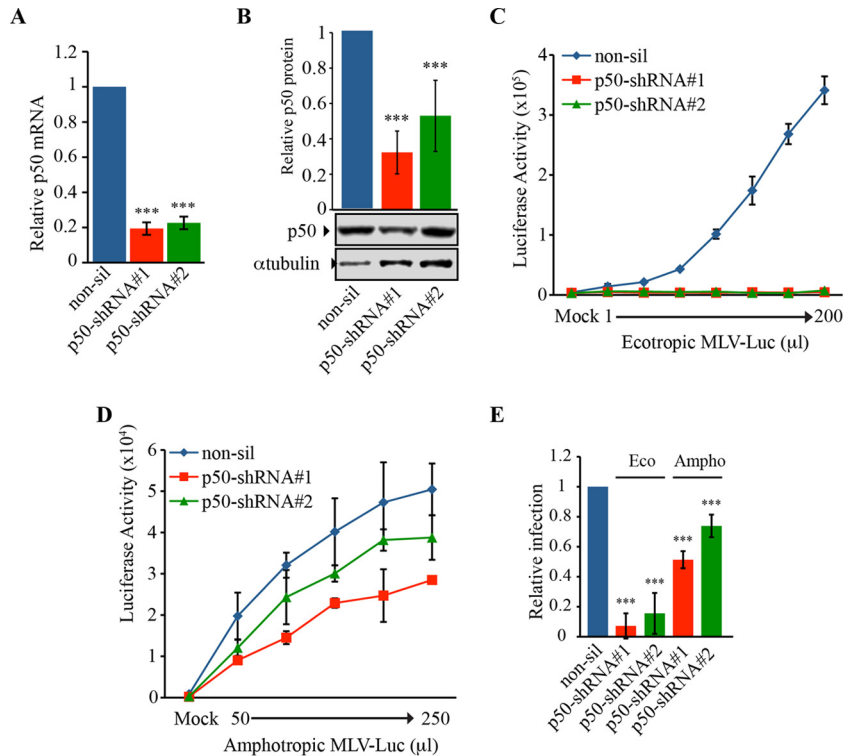 A
Relative p50 mRNA
1.2
1
0.8
0.6
0.4
0.2
0
***
***
non-sil
p50-shRNA#1
p50-shRNA#2
B
Relative p50 protein
1
0.8
0.6
0.4
0.2
0
***
***
p50
αtubulin
non-sil
p50-shRNA#1
p50-shRNA#2
C
Luciferase Activity (x10⁵)
4
3
2
1
0
non-sil
p50-shRNA#1
p50-shRNA#2
Mock 1 200
Ecotropic MLV-Luc (µl)
D
Luciferase Activity (x10⁴)
6
5
4
3
2
1
0
non-sil
p50-shRNA#1
p50-shRNA#2
Mock 50 250
Amphotropic MLV-Luc (µl)
E
Relative infection
1.2
1
0.8
0.6
0.4
0.2
0
Eco Ampho
***
***
***
***
non-sil
p50-shRNA#1
p50-shRNA#2
p50-shRNA#1
p50-shRNA#2